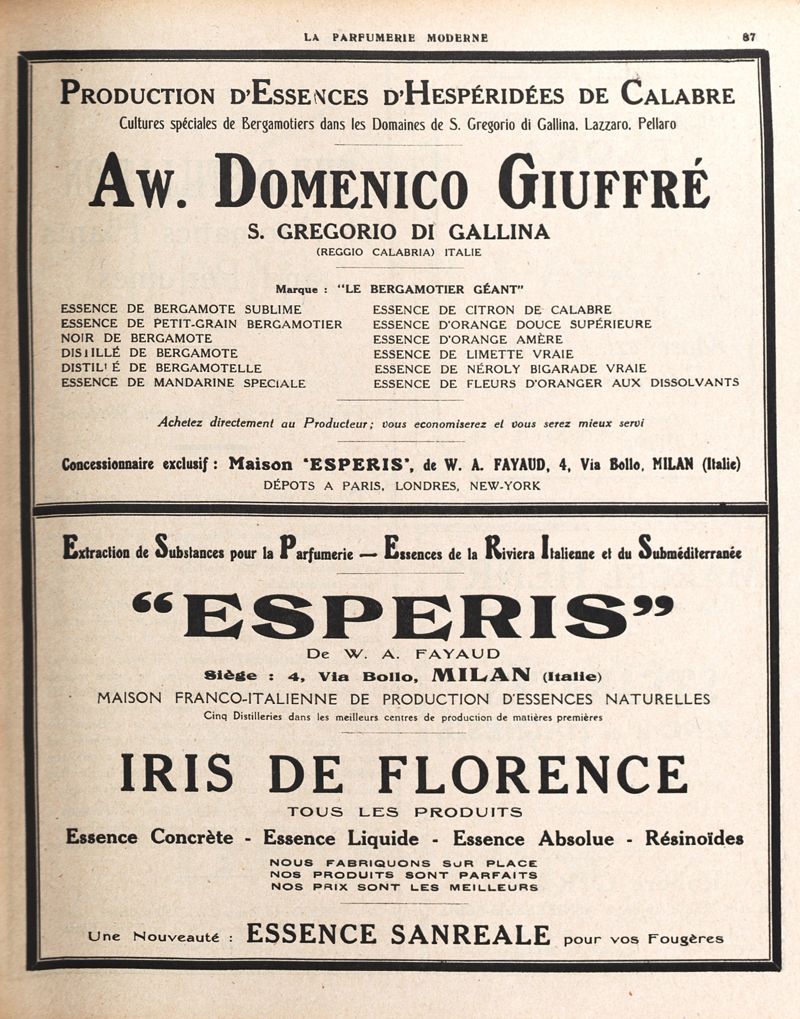 LA PARFUMERIE MODERNE 87
PRODUCTION D'ESSENCES D'HESPÉRIDÉES DE CALABRE
Cultures spéciales de Bergamotiers dans les Domaines de S. Gregorio di Gallina, Lazzaro, Pellaro
AW. DOMENICO GIUFFRÉ
S. GREGORIO DI GALLINA
(REGGIO CALABRIA) ITALIE
Marque : "LE BERGAMOTIER GÉANT"
ESSENCE DE BERGAMOTE SUBLIME
ESSENCE DE PETIT-GRAIN BERGAMOTIER
NOIR DE BERGAMOTE
DISTILLÉ DE BERGAMOTE
DISTILLÉ DE BERGAMOTELLE
ESSENCE DE MANDARINE SPECIALE
ESSENCE DE CITRON DE CALABRE
ESSENCE D'ORANGE DOUCE SUPÉRIEURE
ESSENCE D'ORANGE AMÈRE
ESSENCE DE LIMETTE VRAIE
ESSENCE DE NÉROLY BIGARADE VRAIE
ESSENCE DE FLEURS D'ORANGER AUX DISSOLVANTS
Achetez directement au Producteur ; vous economiserez et vous serez mieux servi
Concessionnaire exclusif : Maison "ESPERIS", de W. A. FAYAUD, 4, Via Bollo, MILAN (Italie)
DÉPOTS A PARIS, LONDRES, NEW-YORK
Extraction de Substances pour la Parfumerie — Essences de la Riviera Italienne et du Subméditerranée
"ESPERIS"
De W. A. FAYAUD
Siège : 4, Via Bollo, MILAN (Italie)
MAISON FRANCO-ITALIENNE DE PRODUCTION D'ESSENCES NATURELLES
Cinq Distilleries dans les meilleurs centres de production de matières premières
IRIS DE FLORENCE
TOUS LES PRODUITS
Essence Concrète - Essence Liquide - Essence Absolue - Résinoïdes
NOUS FABRIQUONS SUR PLACE
NOS PRODUITS SONT PARFAITS
NOS PRIX SONT LES MEILLEURS
Une Nouveauté : ESSENCE SANREALE pour vos Fougères